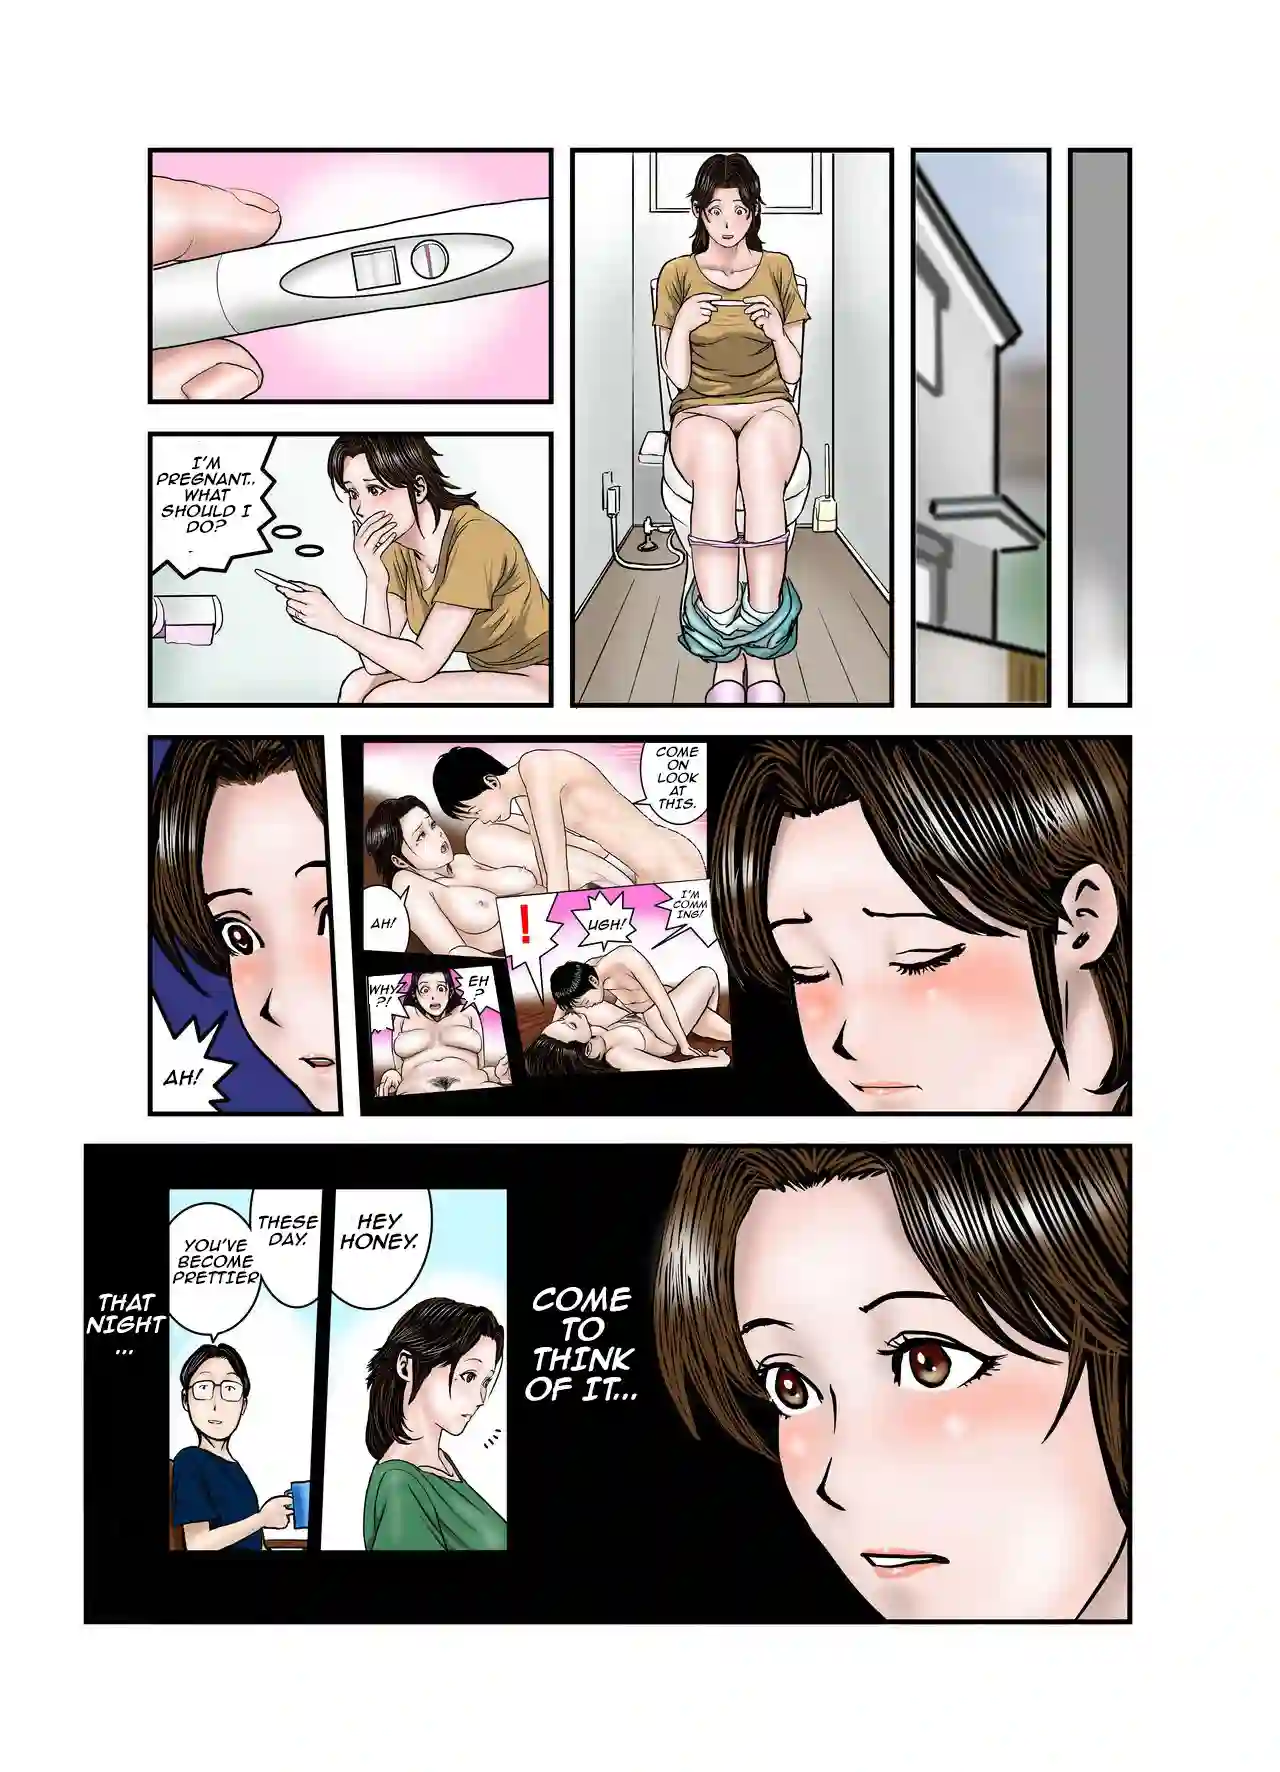 I'M
PREGNANT..
WHAT
SHOULD I
DO?
COME
ON
LOOK
AT
THIS.
AH!
!
UGH!
I'M
COMM
ING!
WHY
?!
EH
?
AH!
COME
TO
THINK
OF IT...
HEY
HONEY.
THESE
DAY.
YOU'VE
BECOME
PRETTIER
THAT
NIGHT
...